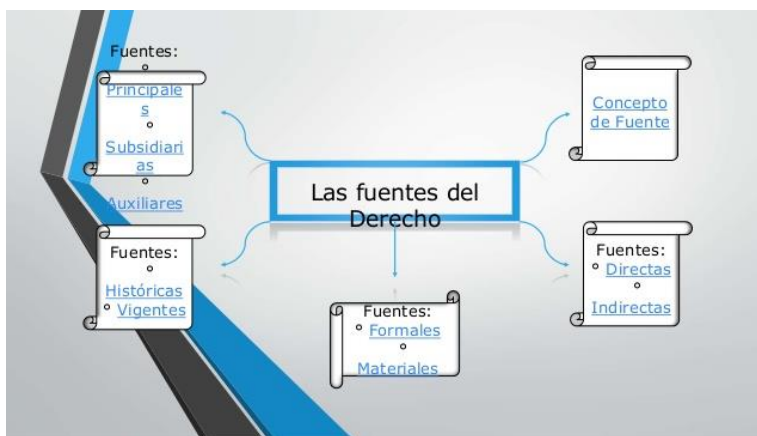 Fuentes:
Principale
s
Subsidiari
as
Auxiliares
Concepto
de Fuente
Las fuentes del
Derecho
Fuentes:
Históricas
Vigentes
Fuentes:
Formales
Materiales
Fuentes:
Directas
Indirectas